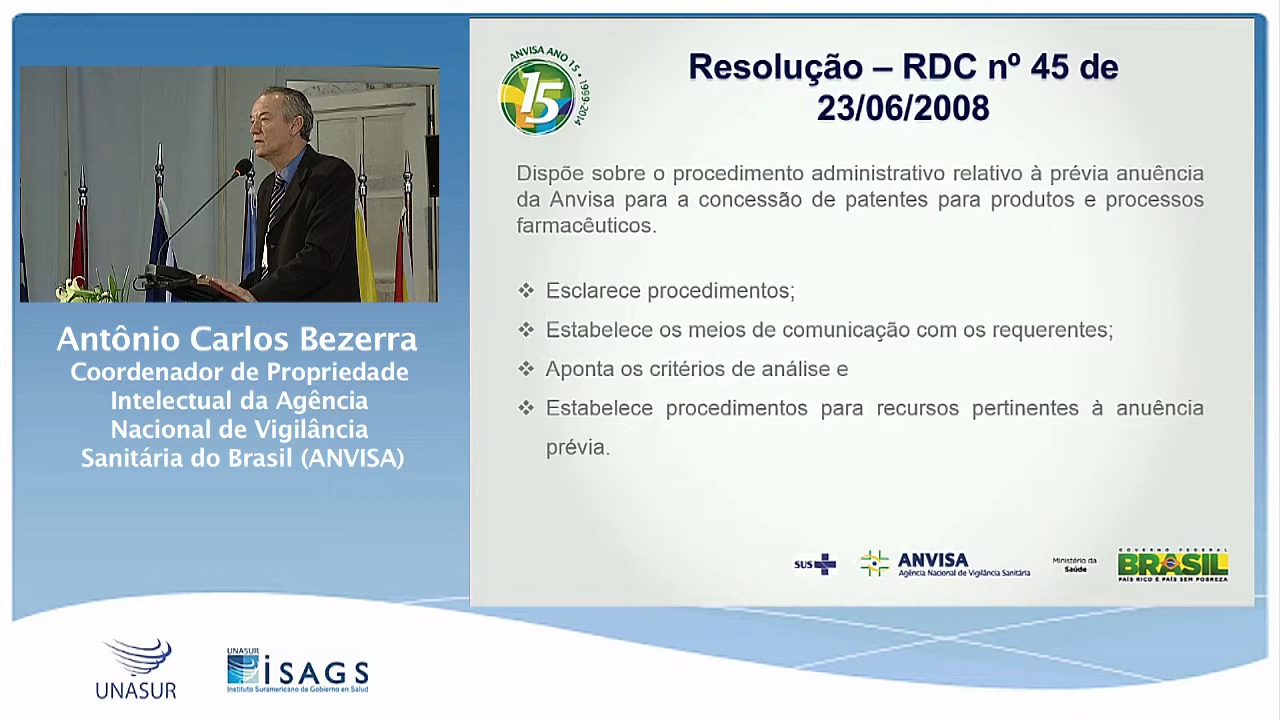 ANVISA ANO 15 • 1999-2014
15
Resolução – RDC nº 45 de
23/06/2008
Dispõe sobre o procedimento administrativo relativo à prévia anuência
da Anvisa para a concessão de patentes para produtos e processos
farmacêuticos.
❖ Esclarece procedimentos;
❖ Estabelece os meios de comunicação com os requerentes;
❖ Aponta os critérios de análise e
❖ Estabelece procedimentos para recursos pertinentes à anuência
prévia.
Antônio Carlos Bezerra
Coordenador de Propriedade
Intelectual da Agência
Nacional de Vigilância
Sanitária do Brasil (ANVISA)
SUS
ANVISA
Agência Nacional de Vigilância Sanitária
Ministério da
Saúde
GOVERNO FEDERAL
BRASIL
PAÍS RICO É PAÍS SEM POBREZA
UNASUR
UNASUR
ISAGS
Instituto Suramericano de Gobierno en Salud